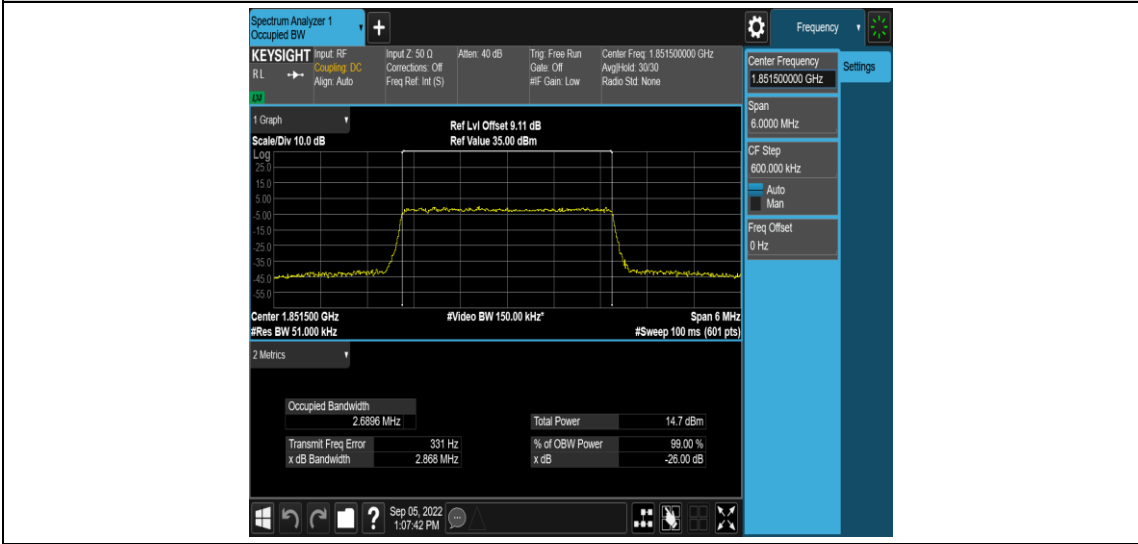 Spectrum Analyzer 1
Occupied BW
+
Frequency
KEYSIGHT
RL
Input: RF
Coupling: DC
Align: Auto
Input Z: 50 Ω
Corrections: Off
Freq Ref: Int (S)
Atten: 40 dB
Trig: Free Run
Gate: Off
#IF Gain: Low
Center Freq: 1.851500000 GHz
Avg|Hold: 30/30
Radio Std: None
Center Frequency
1.851500000 GHz
Settings
Span
6.0000 MHz
CF Step
600.000 kHz
Auto
Man
Freq Offset
0 Hz
1 Graph
Scale/Div 10.0 dB
Ref Lvl Offset 9.11 dB
Ref Value 35.00 dBm
Log
25.0
15.0
5.00
-5.00
-15.0
-25.0
-35.0
-45.0
-55.0
Center 1.851500 GHz
#Res BW 51.000 kHz
#Video BW 150.00 kHz*
Span 6 MHz
#Sweep 100 ms (601 pts)
2 Metrics
Occupied Bandwidth
2.6896 MHz
Total Power 14.7 dBm
Transmit Freq Error 331 Hz
% of OBW Power 99.00 %
x dB Bandwidth 2.868 MHz
x dB -26.00 dB
?
Sep 05, 2022
1:07:42 PM